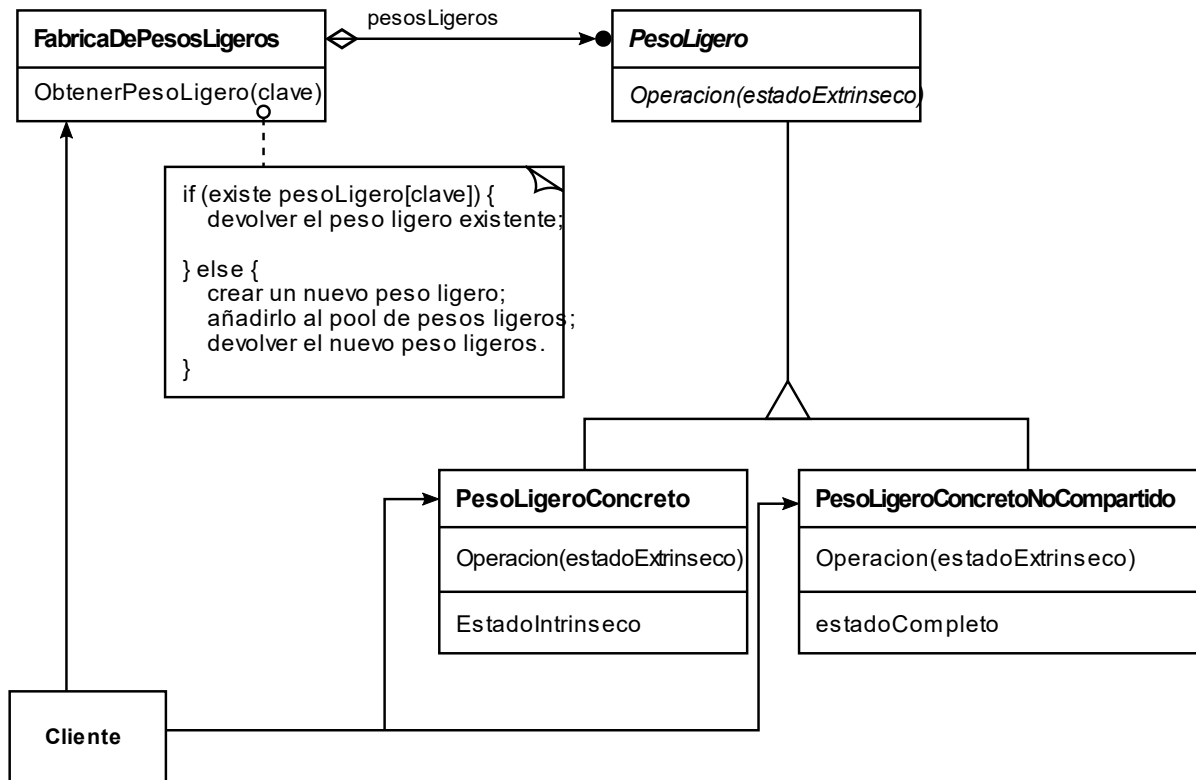 FabricaDePesosLigeros
ObtenerPesoLigero(clave)
pesosLigeros
PesoLigero
Operacion(estadoExtrinseco)
if (existe pesoLigero[clave]) {
devolver el peso ligero existente;
} else {
crear un nuevo peso ligero;
añadirlo al pool de pesos ligeros;
devolver el nuevo peso ligeros.
}
PesoLigeroConcreto
Operacion(estadoExtrinseco)
EstadoIntrinseco
PesoLigeroConcretoNoCompartido
Operacion(estadoExtrinseco)
estadoCompleto
Cliente